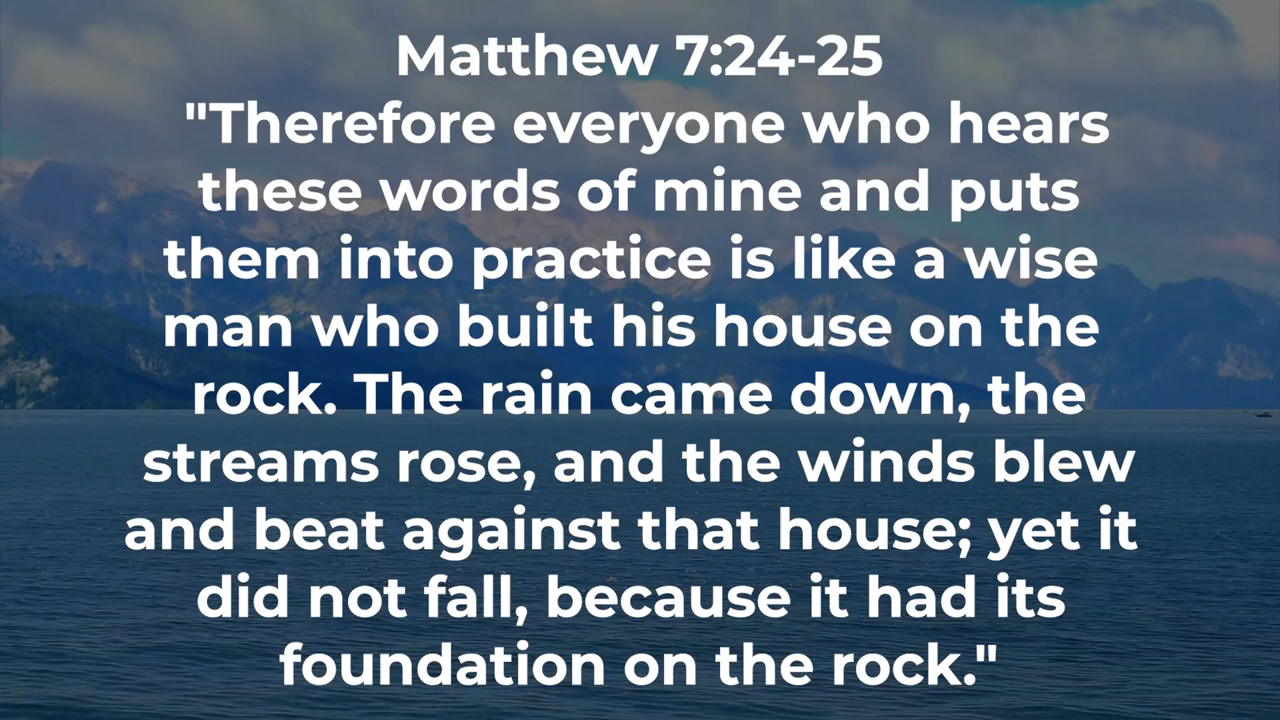 Matthew 7:24-25
"Therefore everyone who hears
these words of mine and puts
them into practice is like a wise
man who built his house on the
rock. The rain came down, the
streams rose, and the winds blew
and beat against that house; yet it
did not fall, because it had its
foundation on the rock."